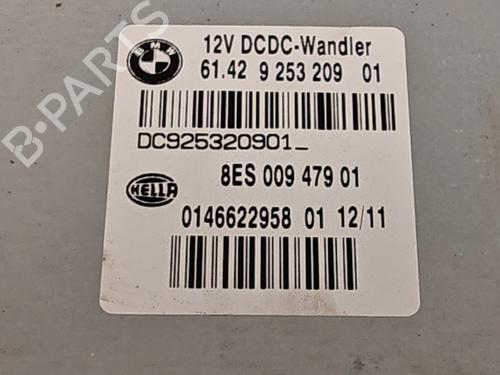 BMW
12V DCDC-Wandler
61.42 9 253 209 01
DC925320901_
8ES 009 479 01
HELLA
0146622958 01 12/11
B-PARTS